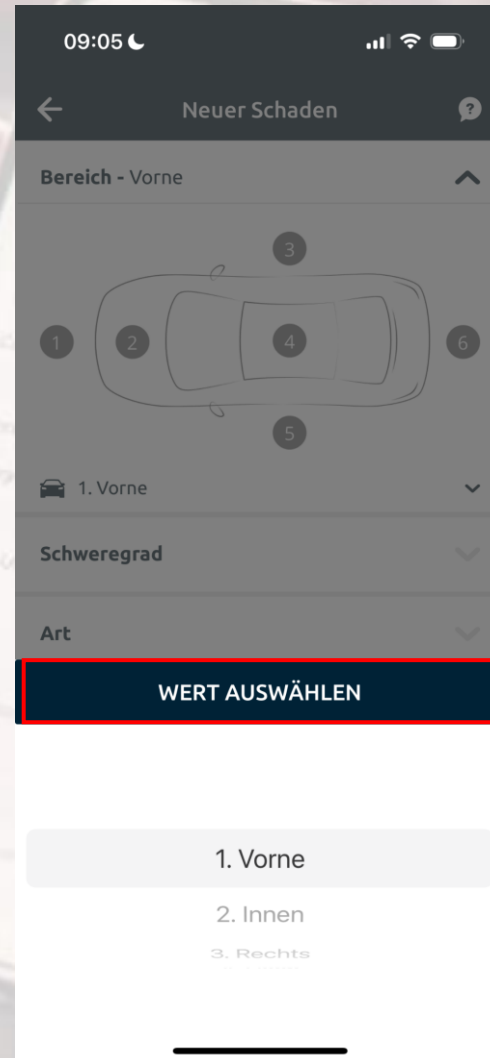 09:05
Neuer Schaden
?
Bereich - Vorne
3
1
2
4
6
5
1. Vorne
Schweregrad
Art
WERT AUSWÄHLEN
1. Vorne
2. Innen
3. Rechts